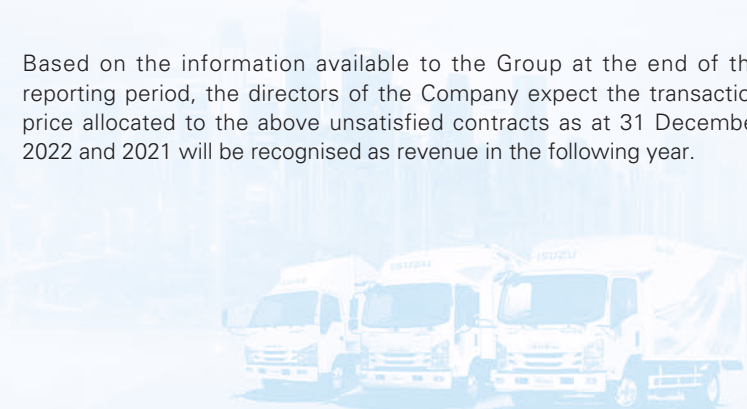 Based on the information available to the Group at the end of th
reporting period, the directors of the Company expect the transactio
price allocated to the above unsatisfied contracts as at 31 Decembe
2022 and 2021 will be recognised as revenue in the following year.
ISUZU
ISUZU